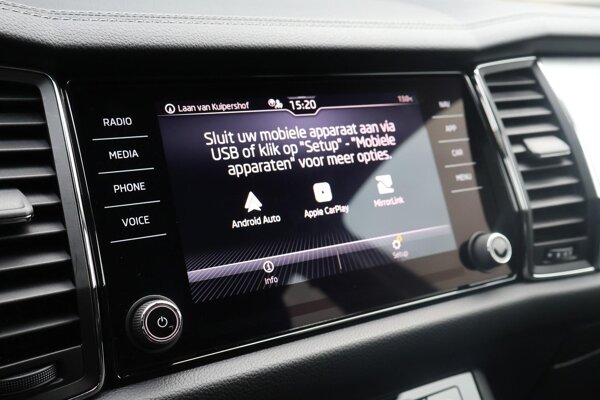 Laan van Kuipershof 15:20
RADIO
MEDIA
PHONE
VOICE
Sluit uw mobiele apparaat aan via
USB of klik op "Setup" - "Mobiele
apparaten" voor meer opties.
Android Auto Apple CarPlay MirrorLink
Info Setup
NAV
APP
CAR
MENU